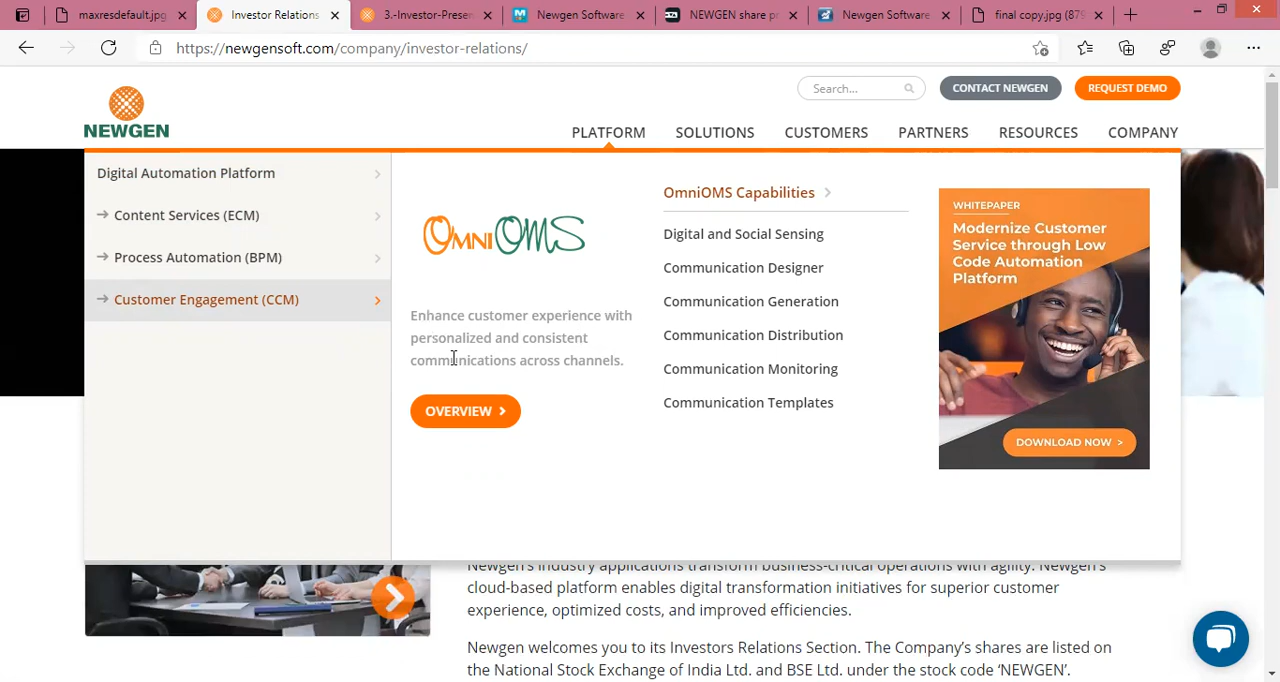 maxresdefault.jpg
Investor Relations
3.-Investor-Presen
Newgen Software
NEWGEN share pr
Newgen Software
final copy.jpg (879
https://newgensoft.com/company/investor-relations/
Search...
CONTACT NEWGEN
REQUEST DEMO
NEWGEN
PLATFORM
SOLUTIONS
CUSTOMERS
PARTNERS
RESOURCES
COMPANY
Digital Automation Platform
Content Services (ECM)
Process Automation (BPM)
Customer Engagement (CCM)
OmniOMS
Enhance customer experience with
personalized and consistent
communications across channels.
OVERVIEW >
OmniOMS Capabilities
Digital and Social Sensing
Communication Designer
Communication Generation
Communication Distribution
Communication Monitoring
Communication Templates
WHITEPAPER
Modernize Customer
Service through Low
Code Automation
Platform
DOWNLOAD NOW >
Newgen's industry applications transform business-critical operations with agility. Newgen's
cloud-based platform enables digital transformation initiatives for superior customer
experience, optimized costs, and improved efficiencies.
Newgen welcomes you to its Investors Relations Section. The Company's shares are listed on
the National Stock Exchange of India Ltd. and BSE Ltd. under the stock code 'NEWGEN'.